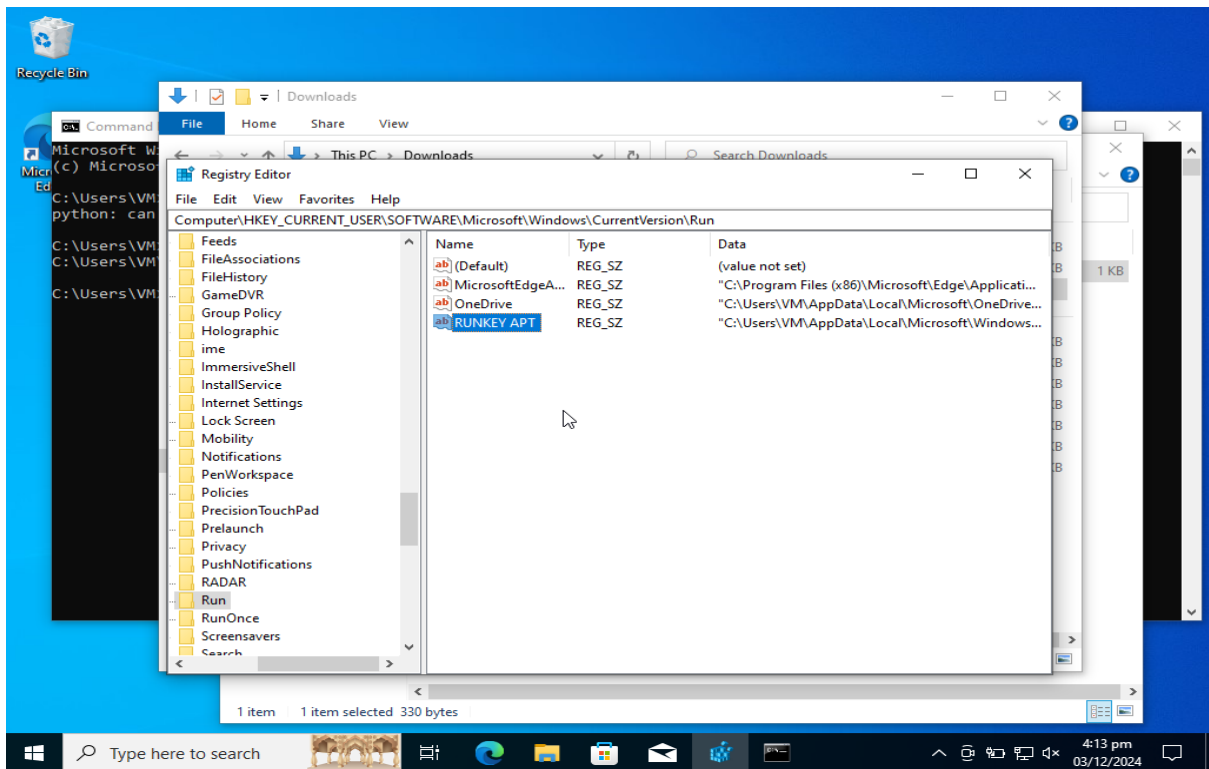 Recycle Bin
Downloads
File Home Share View
Command
This PC > Downloads
Search Downloads
Microsoft W
(c) Microso
C:\Users\VM
python: can
C:\Users\VM
C:\Users\VM
C:\Users\VM
Micr
Ed
Registry Editor
File Edit View Favorites Help
Computer\HKEY_CURRENT_USER\SOFTWARE\Microsoft\Windows\CurrentVersion\Run
Feeds
FileAssociations
FileHistory
GameDVR
Group Policy
Holographic
ime
ImmersiveShell
InstallService
Internet Settings
Lock Screen
Mobility
Notifications
PenWorkspace
Policies
PrecisionTouchPad
Prelaunch
Privacy
PushNotifications
RADAR
Run
RunOnce
Screensavers
Search
Name Type Data
(Default) REG_SZ (value not set)
MicrosoftEdgeA... REG_SZ "C:\Program Files (x86)\Microsoft\Edge\Applicati...
OneDrive REG_SZ "C:\Users\VM\AppData\Local\Microsoft\OneDrive...
RUNKEY APT REG_SZ "C:\Users\VM\AppData\Local\Microsoft\Windows...
1 KB
1 item 1 item selected 330 bytes
Type here to search
4:13 pm
03/12/2024